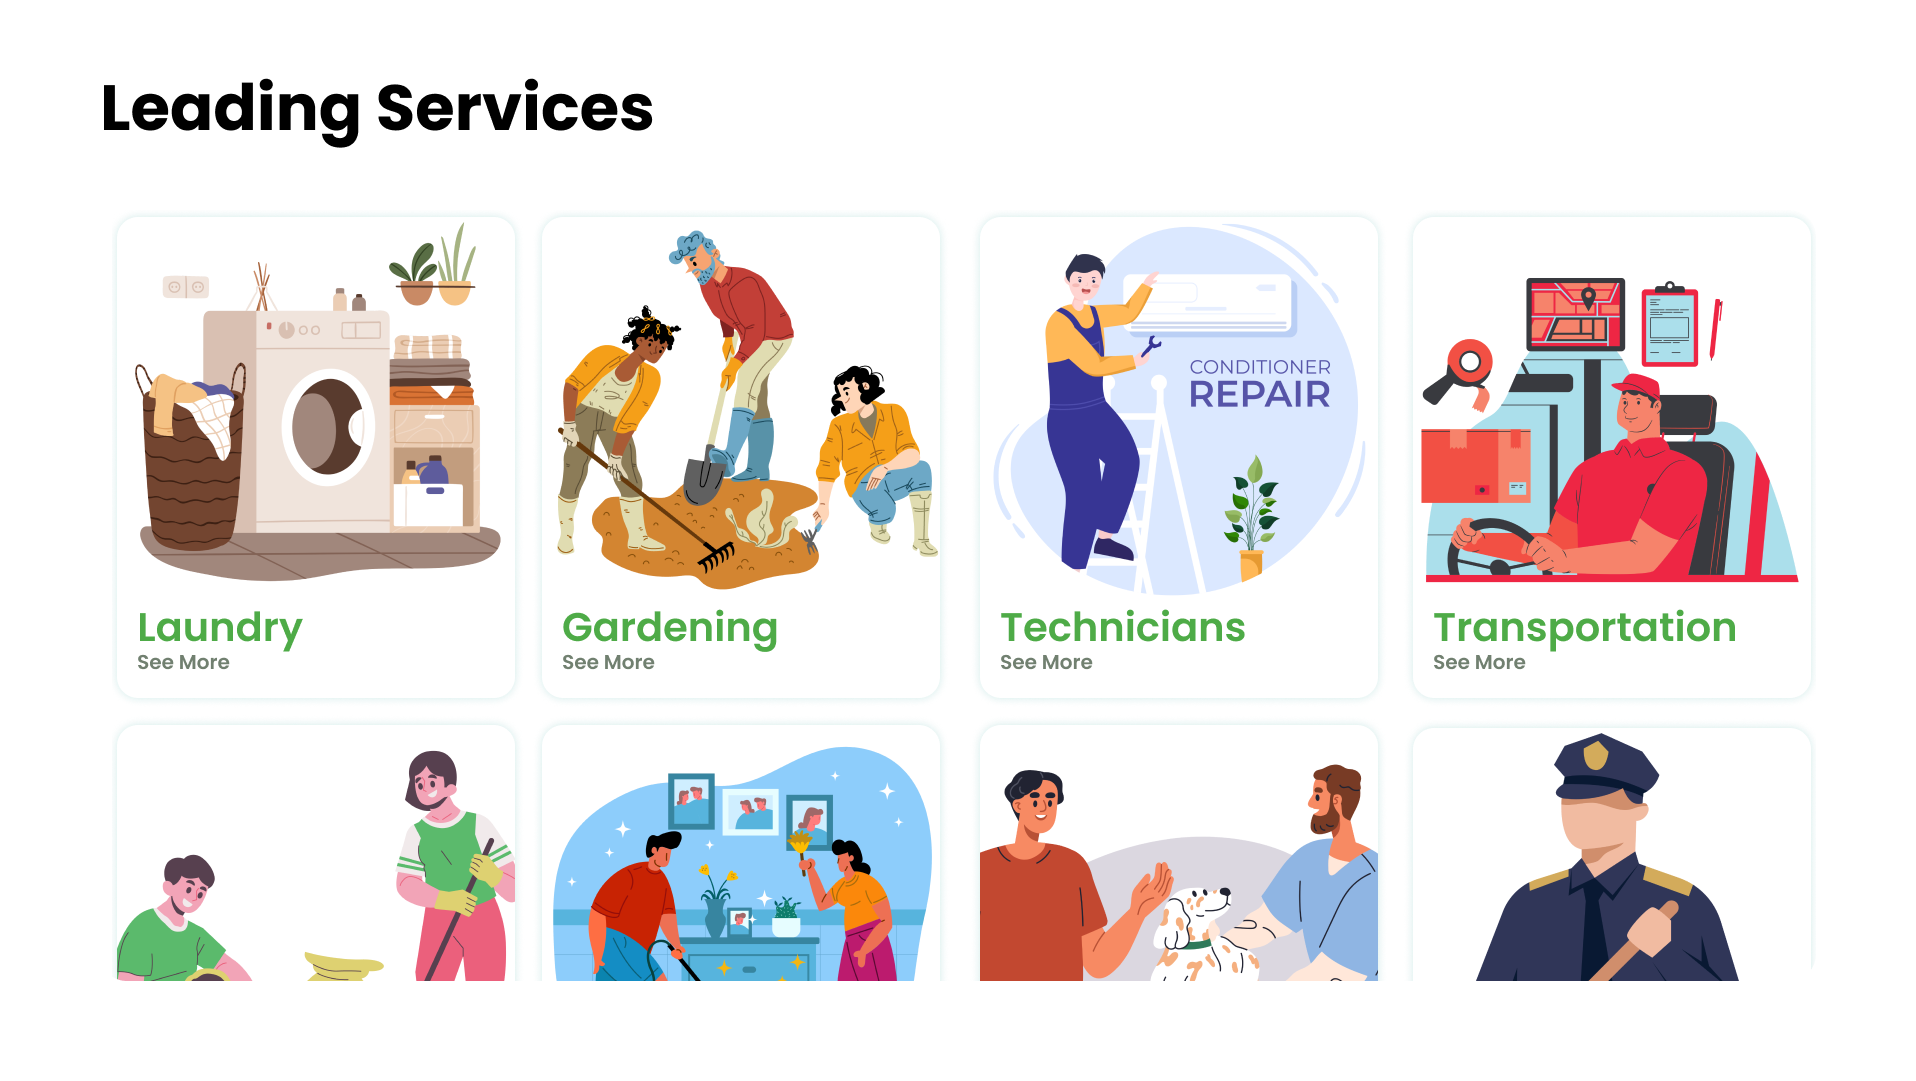 Leading Services
CONDITIONER
REPAIR
Laundry
See More
Gardening
See More
Technicians
See More
Transportation
See More